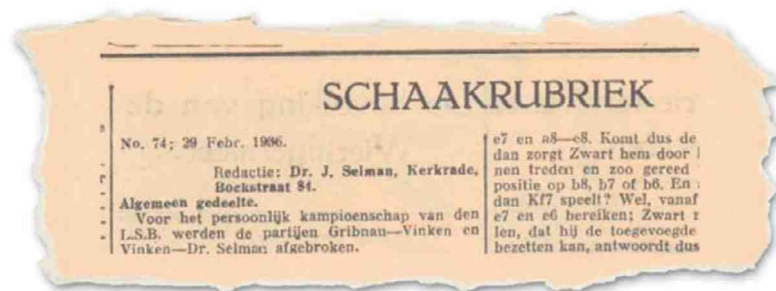 SCHAAKRUBRIEK
No. 74; 29 Febr. 1936.
Redactie: Dr. J. Selman, Kerkrade,
Bockstraat 84.
Algemeen gedeelte.
Voor het persoonlijk kampioenschap van den
L.S.B. werden de partijen Gribnau—Vinken en
Vinken—Dr. Selman afgebroken.
e7 en a8—c8. Komt dus de
dan zorgt Zwart hem door
nen treden en zoo gereed
positie op b8, b7 of b6. En
dan Kf7 speelt? Wel, vanaf
e7 en e6 bereiken; Zwart
len, dat hij de toegevoegde
bezetten kan, antwoordt dus